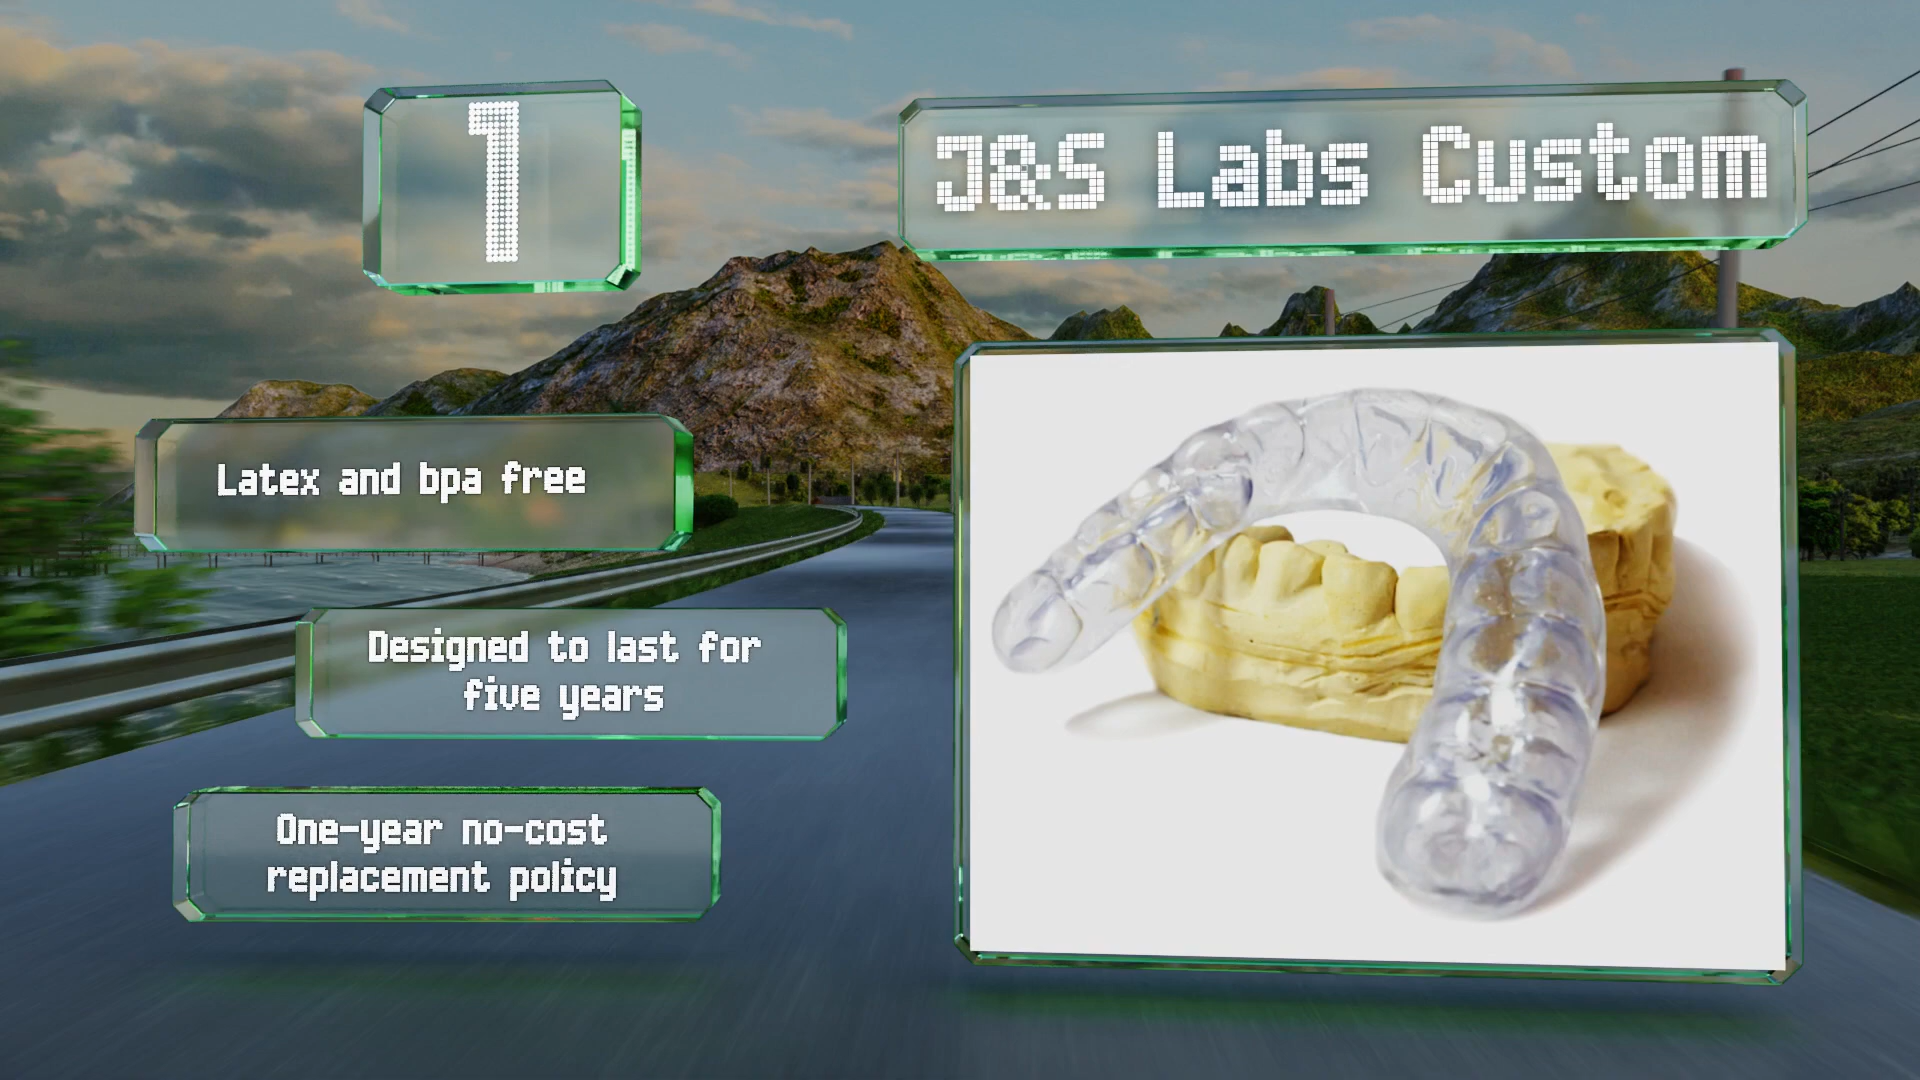 1
J&S Labs Custom
Latex and bpa free
Designed to last for
five years
One-year no-cost
replacement policy